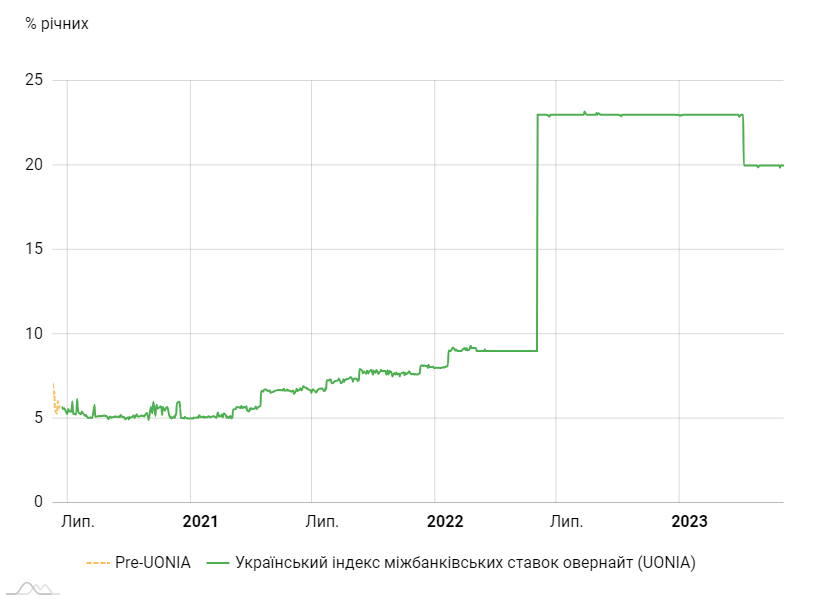 % річних
25
20
15
10
5
0
Лип. 2021 Лип. 2022 Лип. 2023
Pre-UONIA Український індекс міжбанківських ставок овернайт (UONIA)